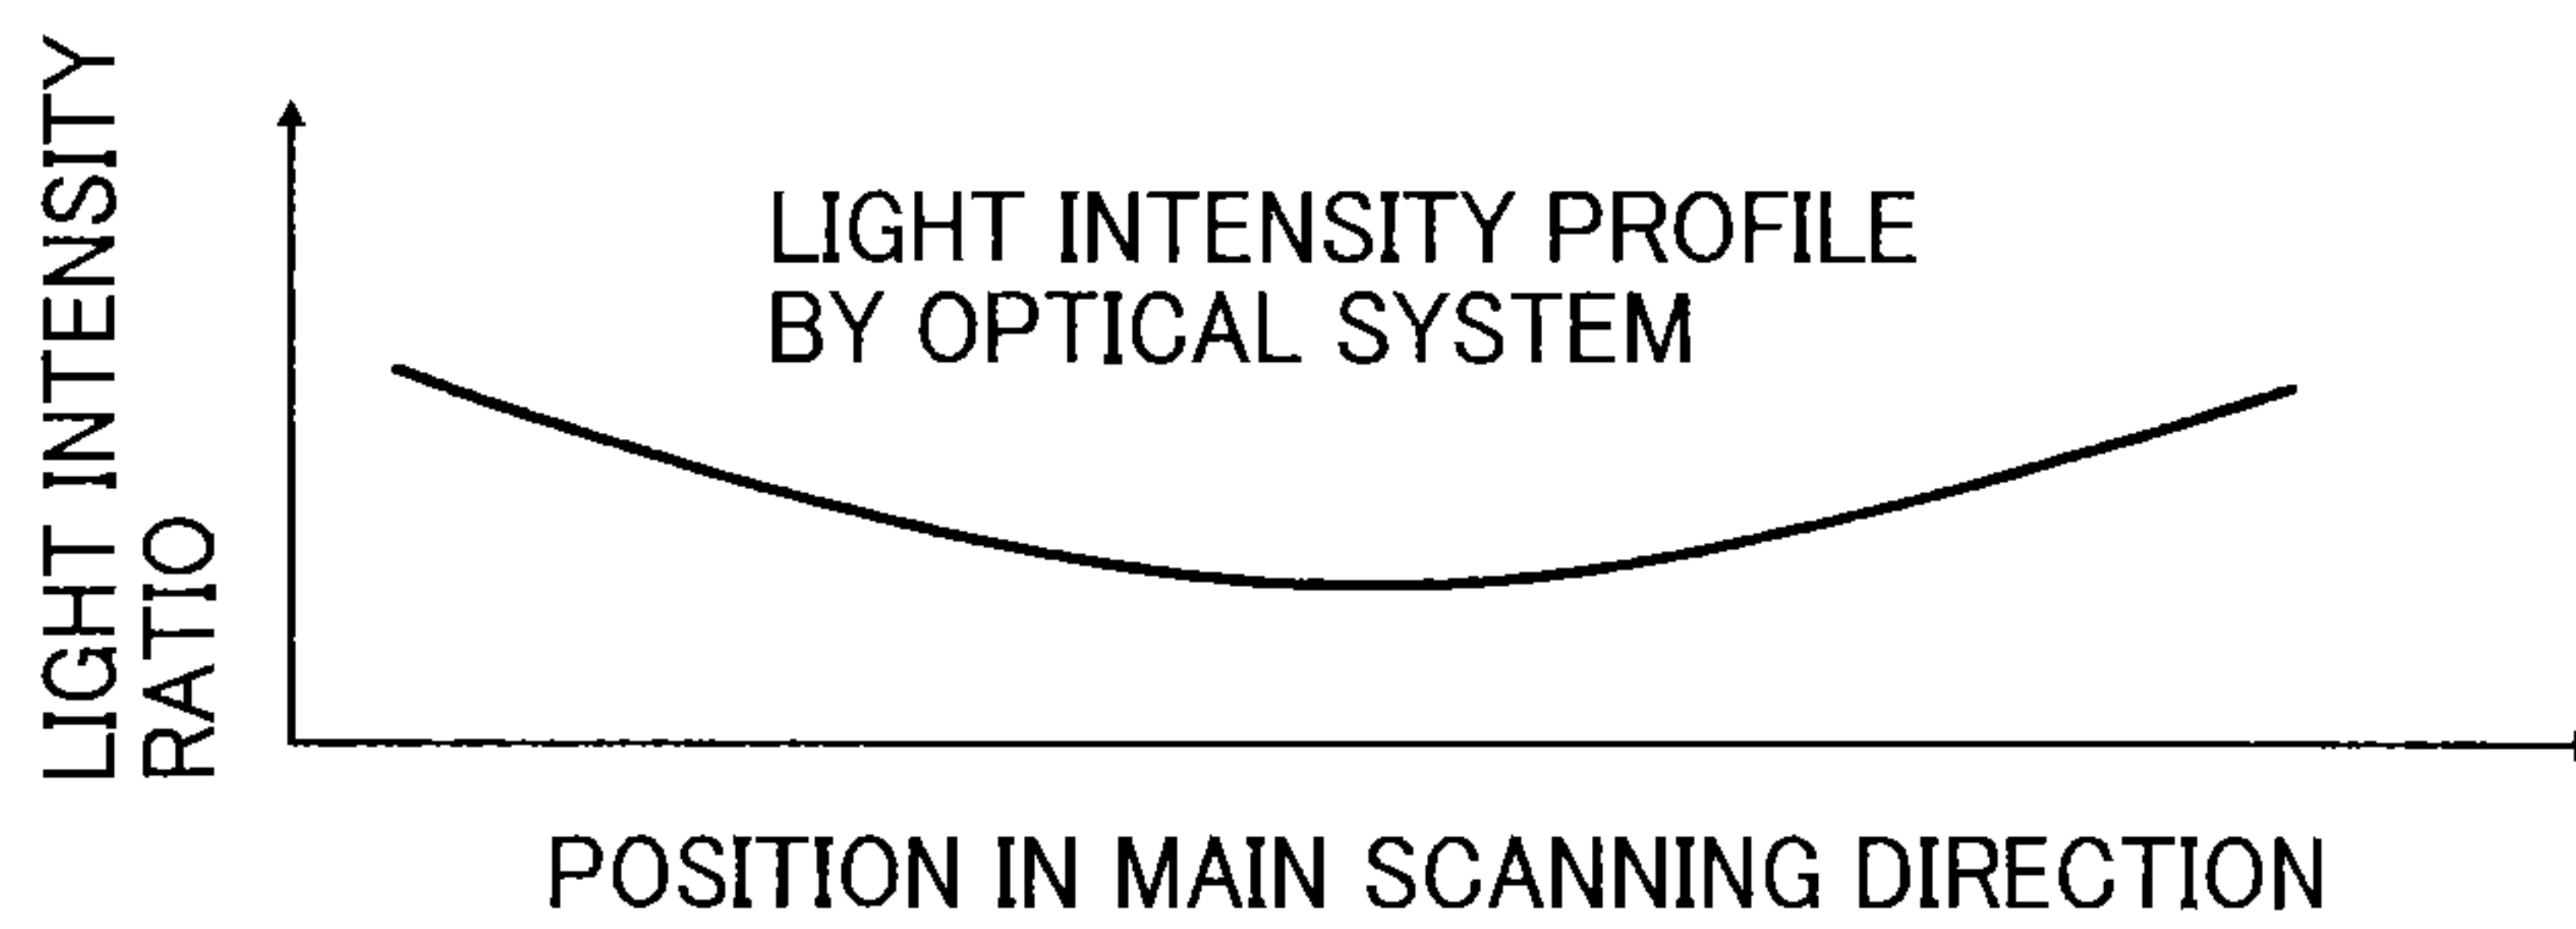 LIGHT INTENSITY
RATIO
LIGHT INTENSITY PROFILE
BY OPTICAL SYSTEM
POSITION IN MAIN SCANNING DIRECTION